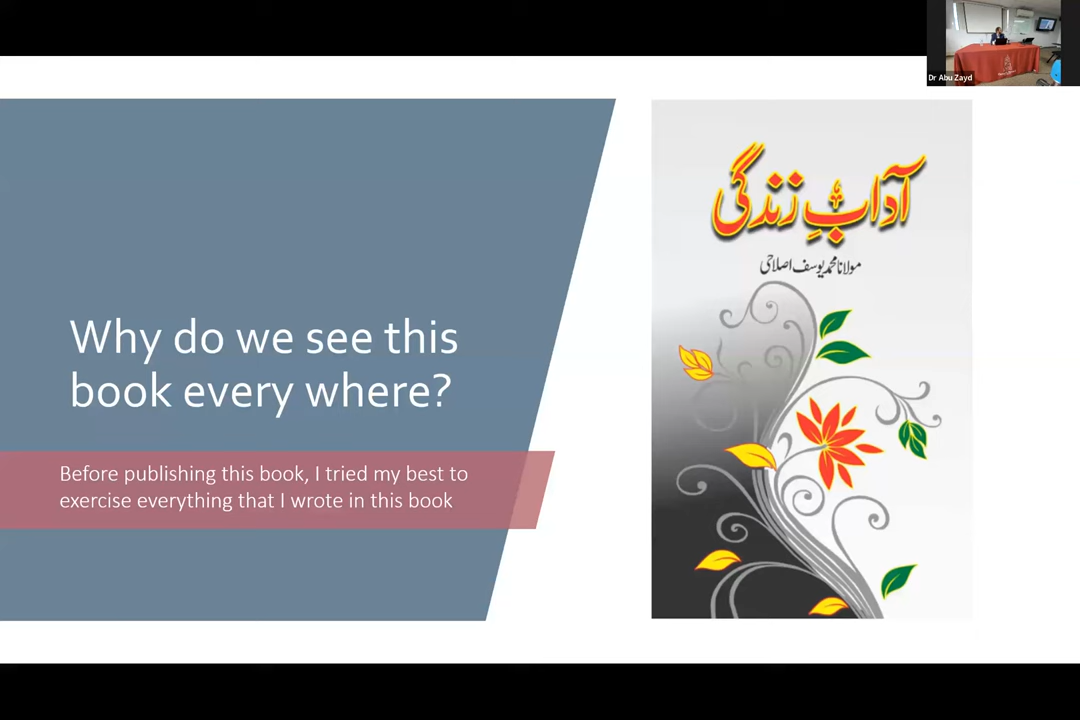 Dr Abu Zayd
Why do we see this
book every where?
Before publishing this book, I tried my best to
exercise everything that I wrote in this book
آدابِ زندگی
مولانا محمد یوسف اصلاحی